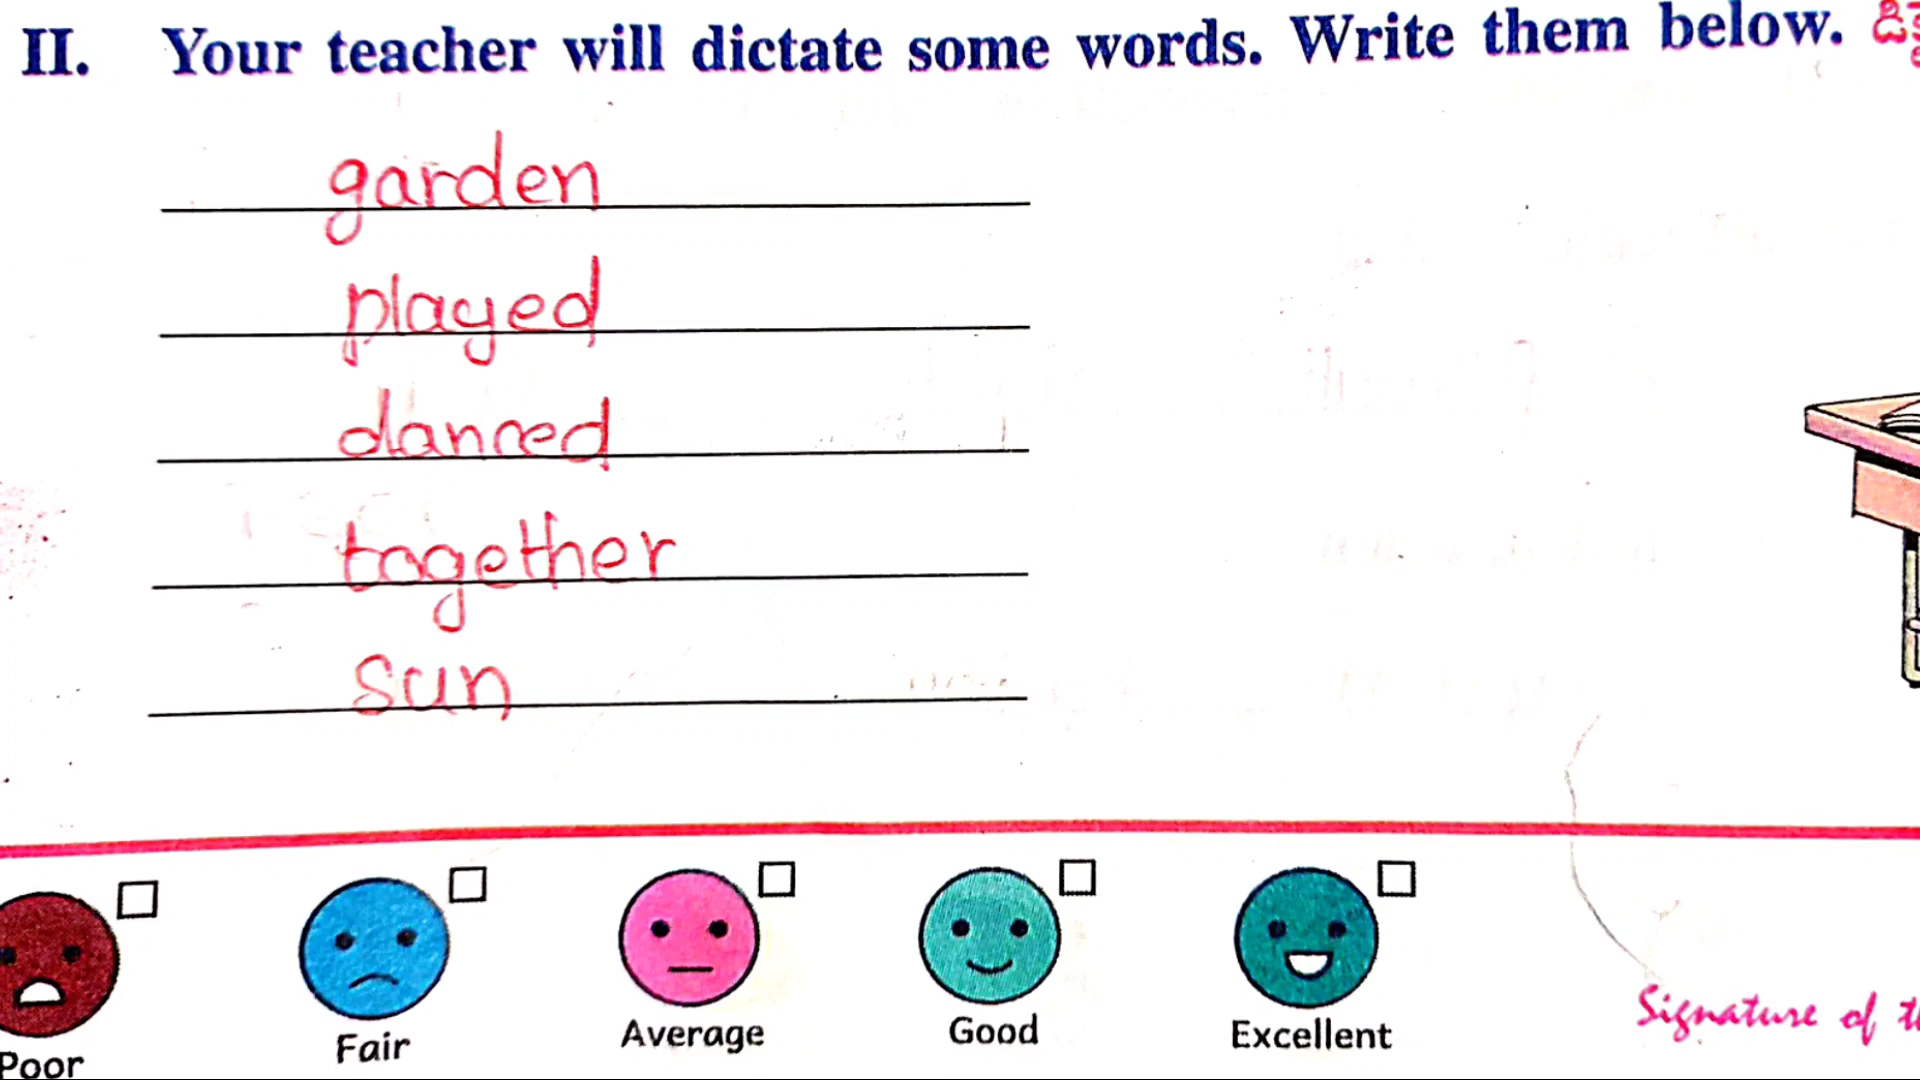 II. Your teacher will dictate some words. Write them below.
garden
played
danced
together
sun
Poor
Fair
Average
Good
Excellent
Signature of